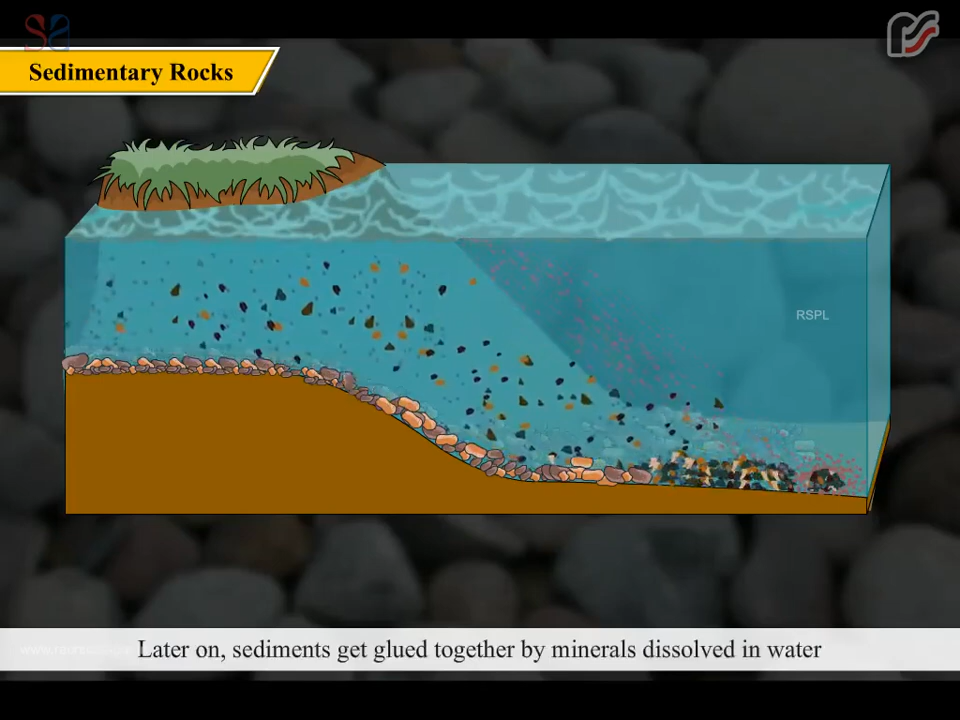 Sedimentary Rocks
RSPL
Later on, sediments get glued together by minerals dissolved in water